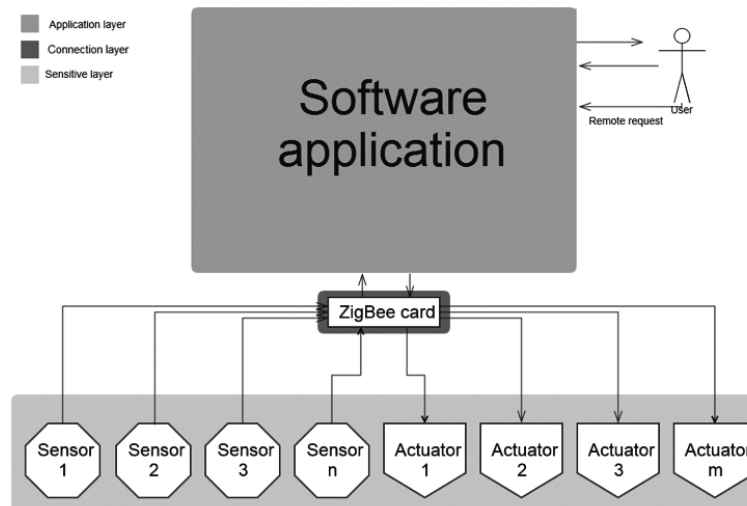 Application layer
Connection layer
Sensitive layer
Software
application
Remote request
User
ZigBee card
Sensor
1
Sensor
2
Sensor
3
Sensor
n
Actuator
1
Actuator
2
Actuator
3
Actuator
m